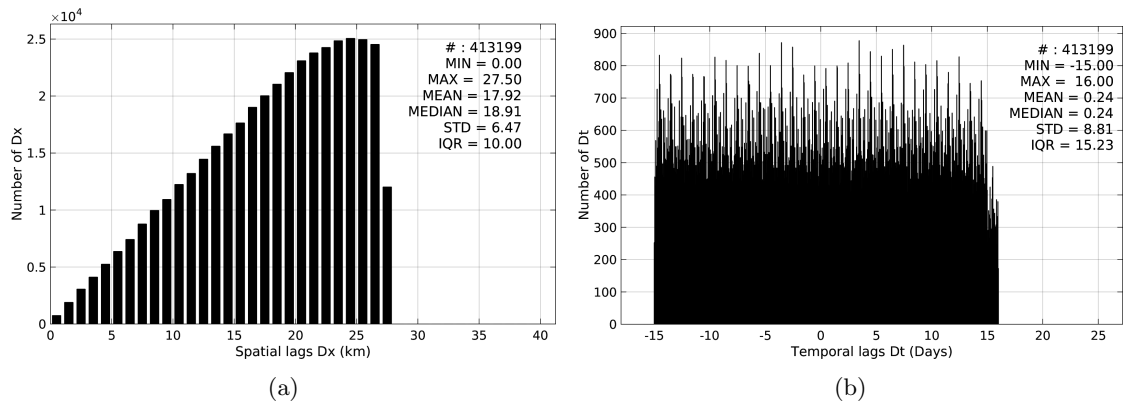 ×10⁴
2.5
2
1.5
1
0.5
0
Number of Dx
# : 413199
MIN = 0.00
MAX = 27.50
MEAN = 17.92
MEDIAN = 18.91
STD = 6.47
IQR = 10.00
0 5 10 15 20 25 30 35 40
Spatial lags Dx (km)
(a)
900
800
700
600
500
400
300
200
100
0
Number of Dt
# : 413199
MIN = -15.00
MAX = 16.00
MEAN = 0.24
MEDIAN = 0.24
STD = 8.81
IQR = 15.23
-15 -10 -5 0 5 10 15 20 25
Temporal lags Dt (Days)
(b)